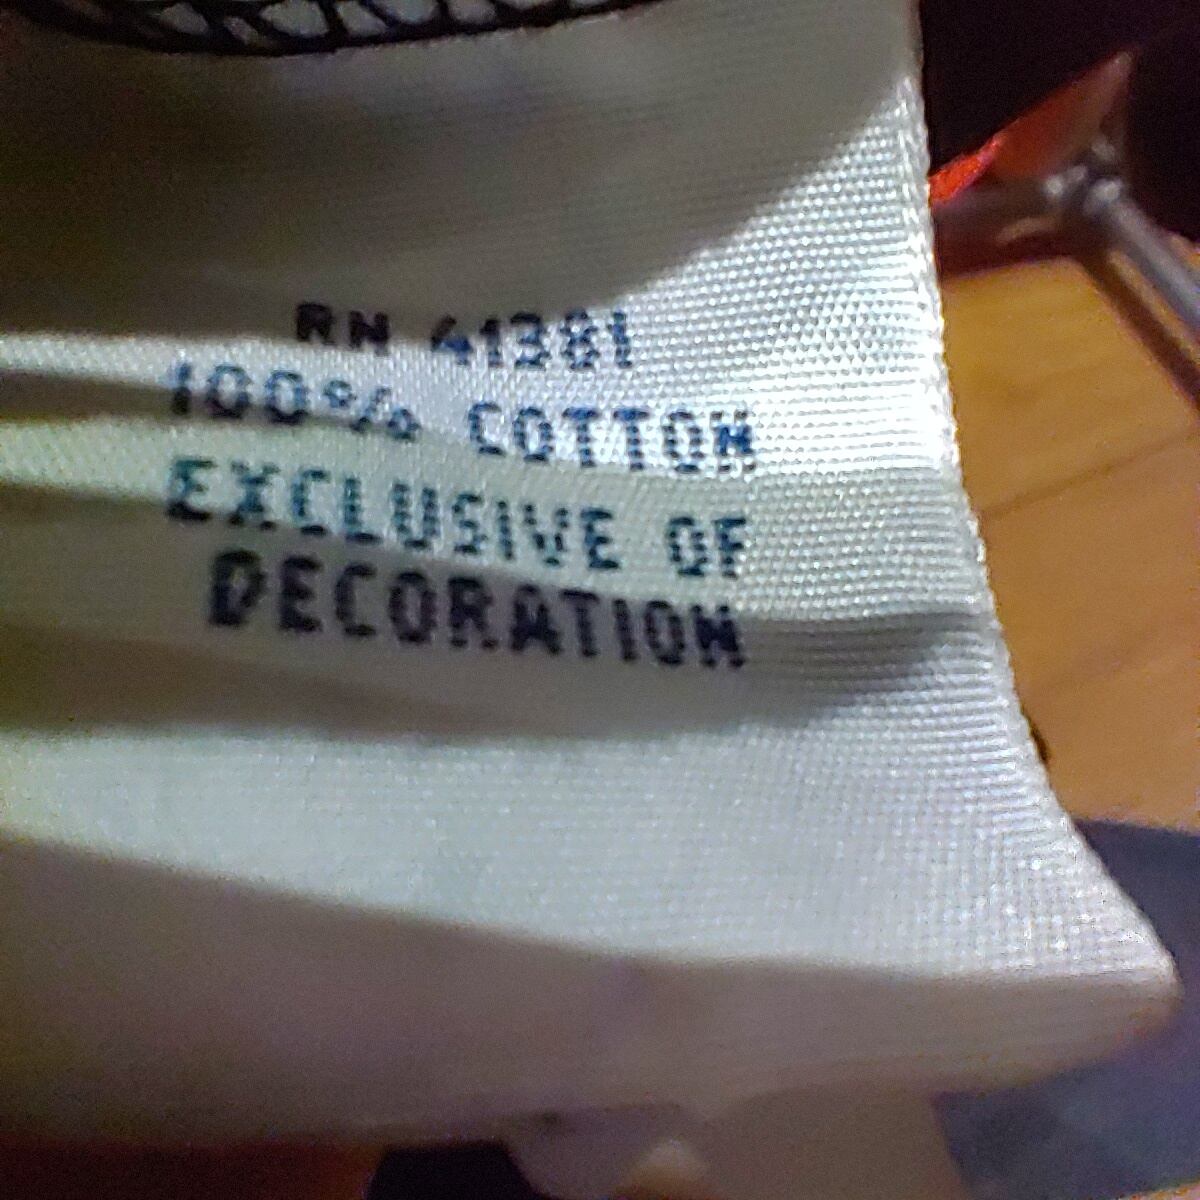 RN 41381
100% COTTON
EXCLUSIVE OF
DECORATION